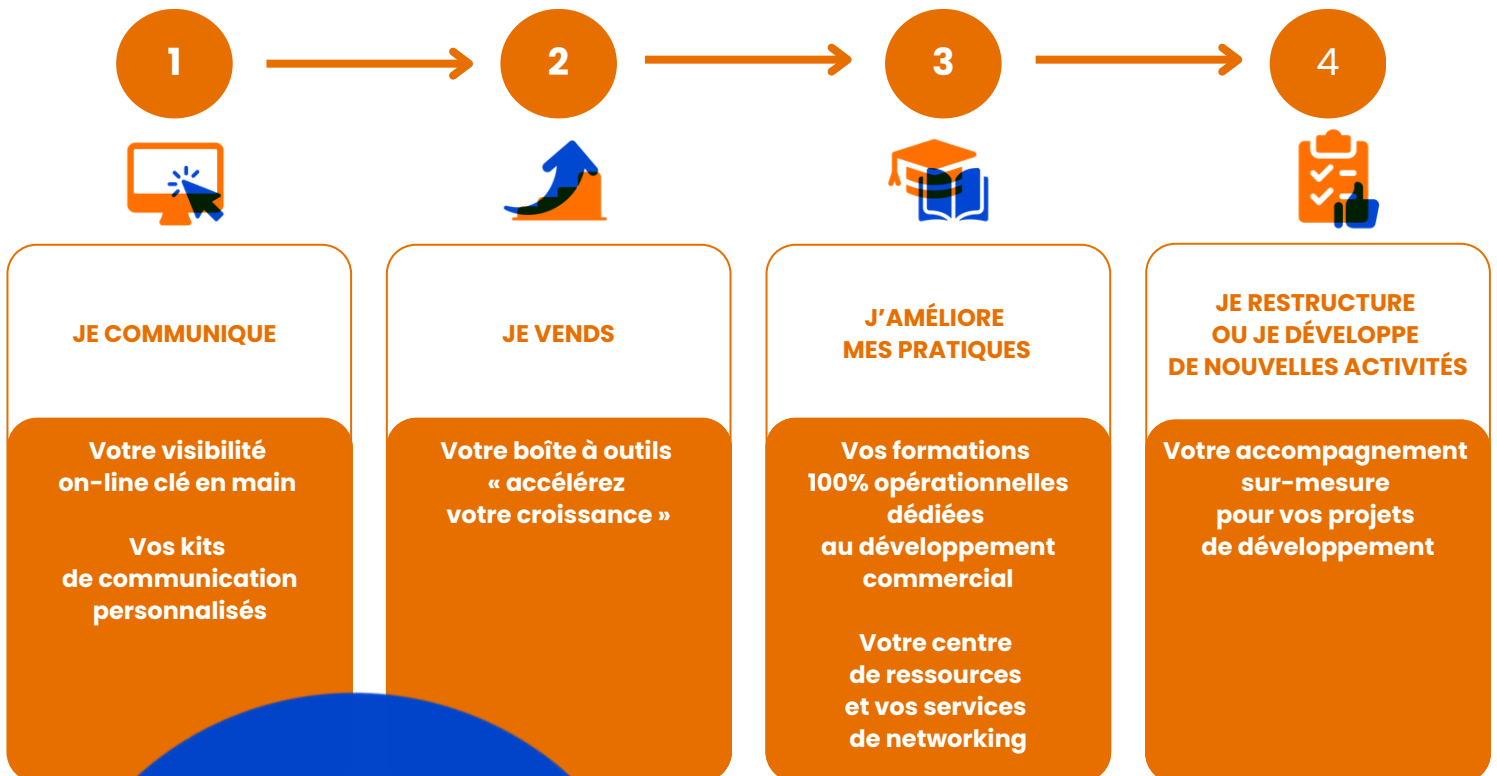 1
2
3
4
JE COMMUNIQUE
Votre visibilité
on-line clé en main
Vos kits
de communication
personnalisés
JE VENDS
Votre boîte à outils
« accélérez
votre croissance »
J’AMÉLIORE
MES PRATIQUES
Vos formations
100% opérationnelles
dédiées
au développement
commercial
Votre centre
de ressources
et vos services
de networking
JE RESTRUCTURE
OU JE DÉVELOPPE
DE NOUVELLES ACTIVITÉS
Votre accompagnement
sur-mesure
pour vos projets
de développement